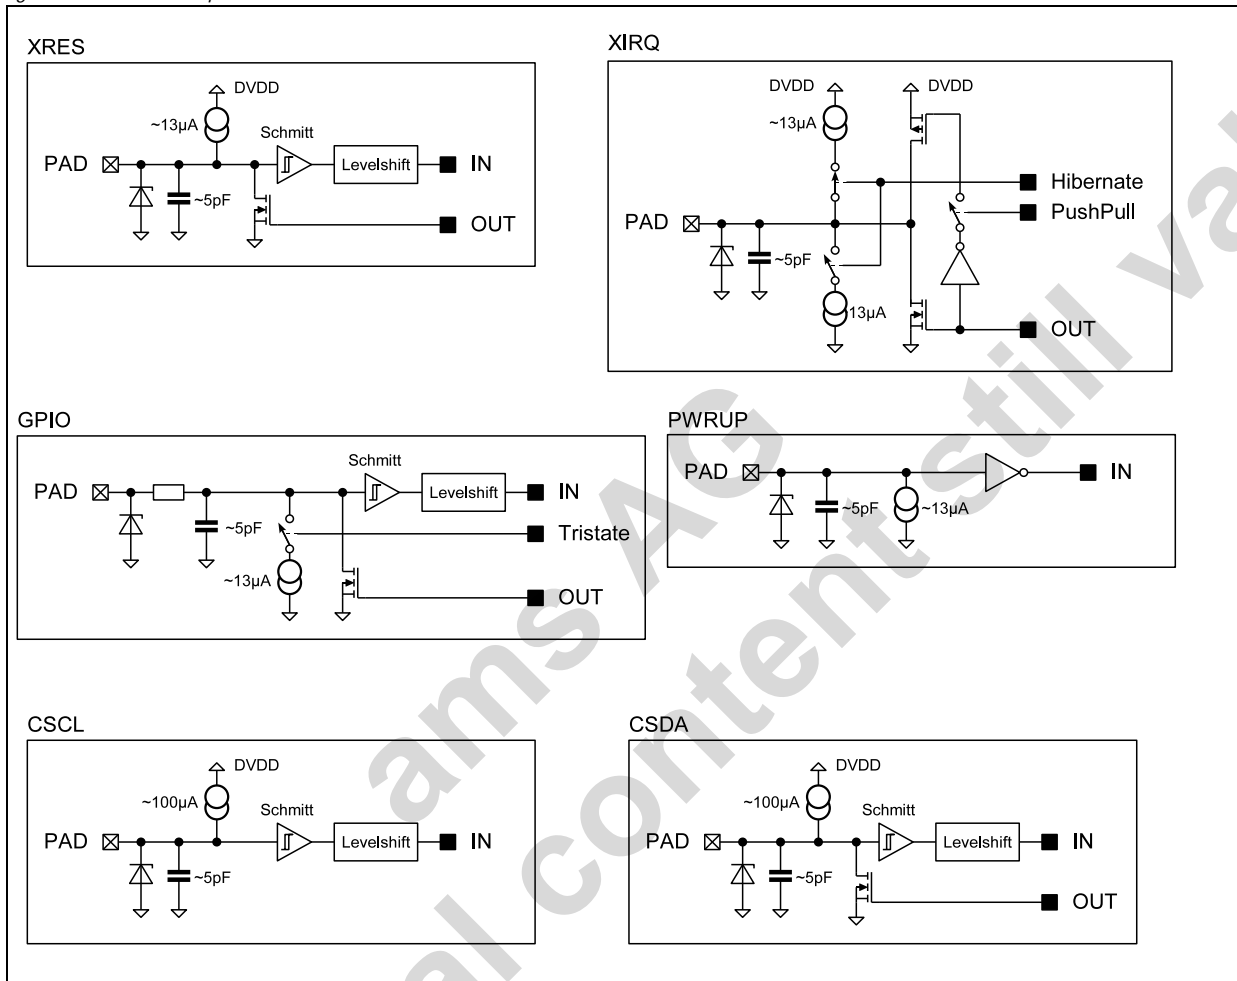 XRES
DVDD
~13µA
Schmitt
PAD
Levelshift
IN
~5pF
OUT
XIRQ
DVDD
DVDD
~13µA
Hibernate
PushPull
PAD
~5pF
13µA
OUT
GPIO
Schmitt
PAD
Levelshift
IN
~5pF
Tristate
~13µA
OUT
PWRUP
PAD
IN
~5pF
~13µA
CSCL
DVDD
~100µA
Schmitt
PAD
Levelshift
IN
~5pF
CSDA
DVDD
~100µA
Schmitt
PAD
Levelshift
IN
~5pF
OUT
ams AG
al content still va